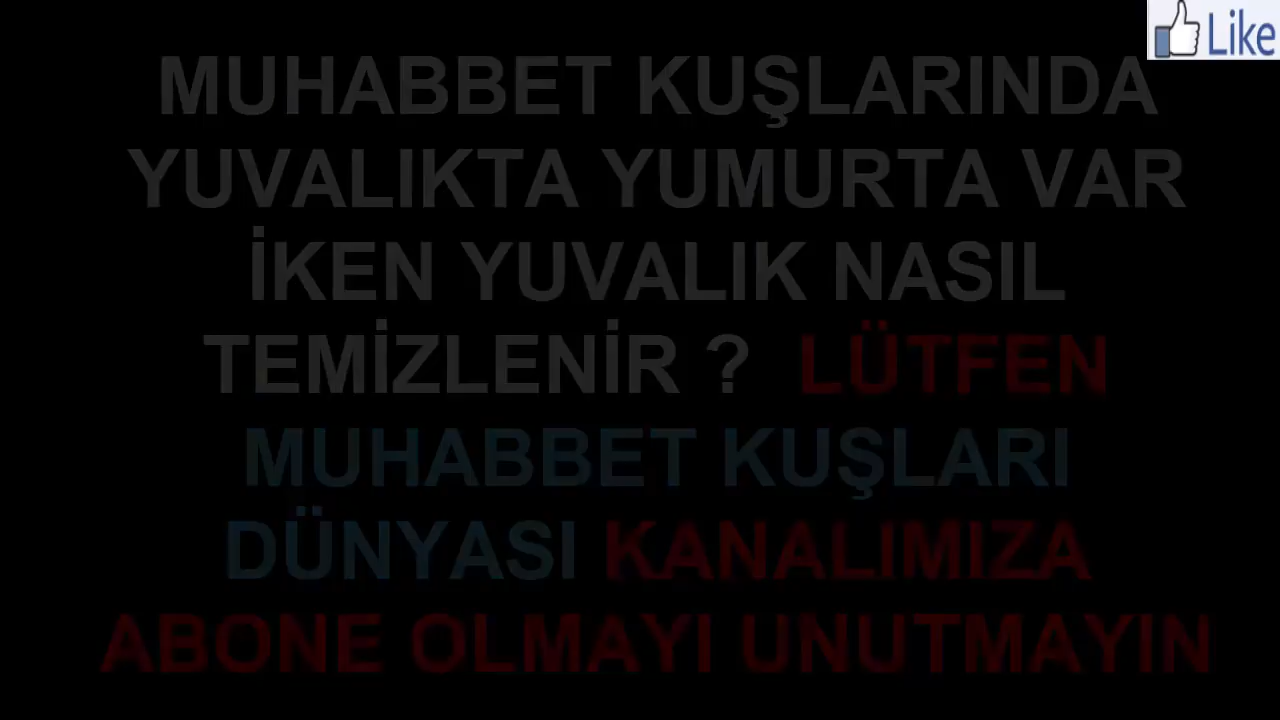 Like
MUHABBET KUŞLARINDA
YUVALIKTA YUMURTA VAR
İKEN YUVALIK NASIL
TEMİZLENİR ? LÜTFEN
MUHABBET KUŞLARI
DÜNYASI KANALIMIZA
ABONE OLMAYI UNUTMAYIN